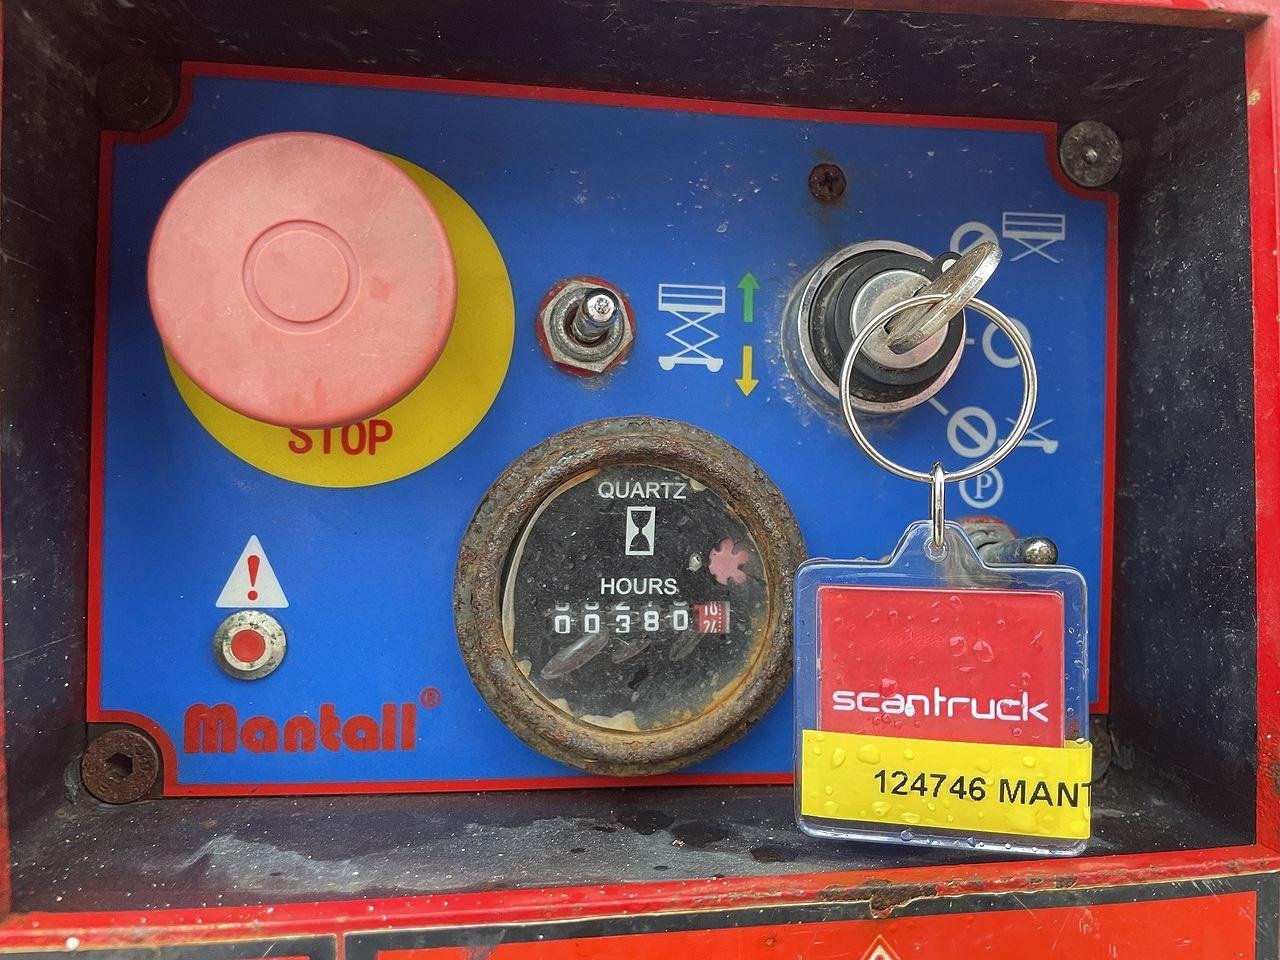 STOP
QUARTZ
HOURS
00380
P
Mantall®
scantruck
124746 MANT